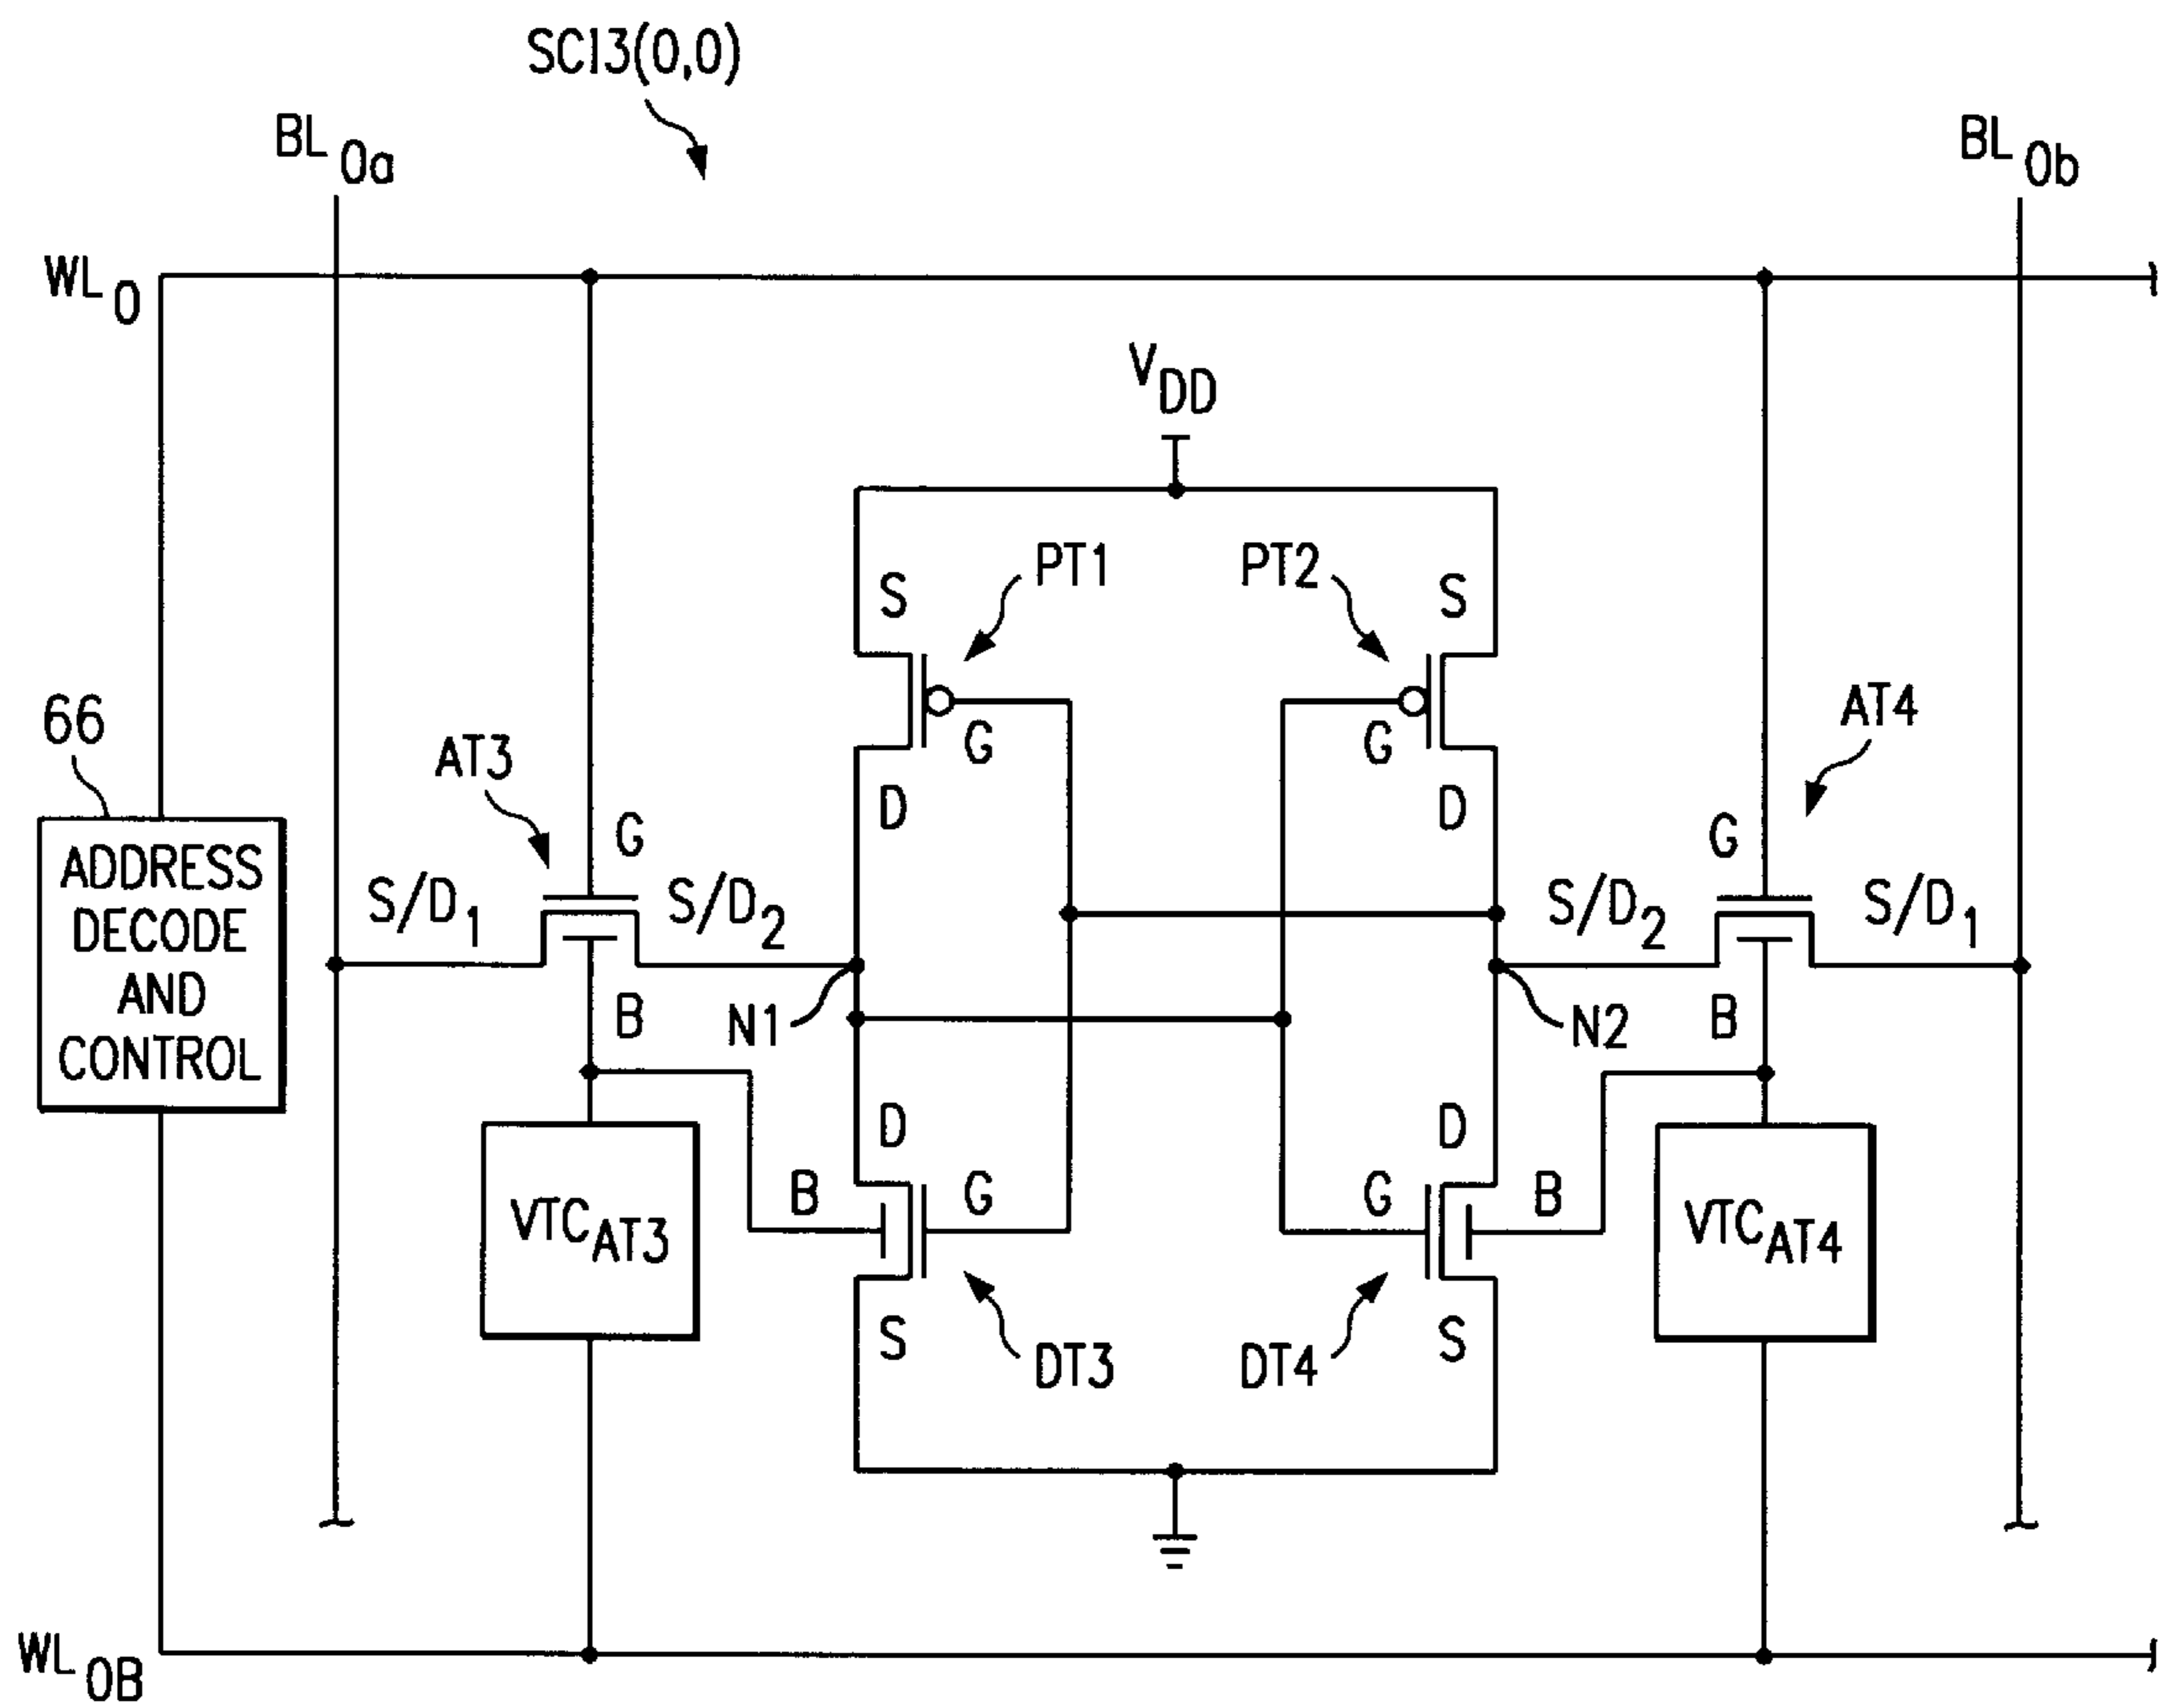 SC13(0,0)
BL0a
BL0b
WL0
VDD
PT1
PT2
S
S
66
AT3
AT4
G
G
D
D
G
G
ADDRESS
DECODE
AND
CONTROL
S/D1
S/D2
S/D2
S/D1
B
N1
N2
B
D
D
B
G
G
B
VTCAT3
VTCAT4
S
DT3
DT4
S
WL0B